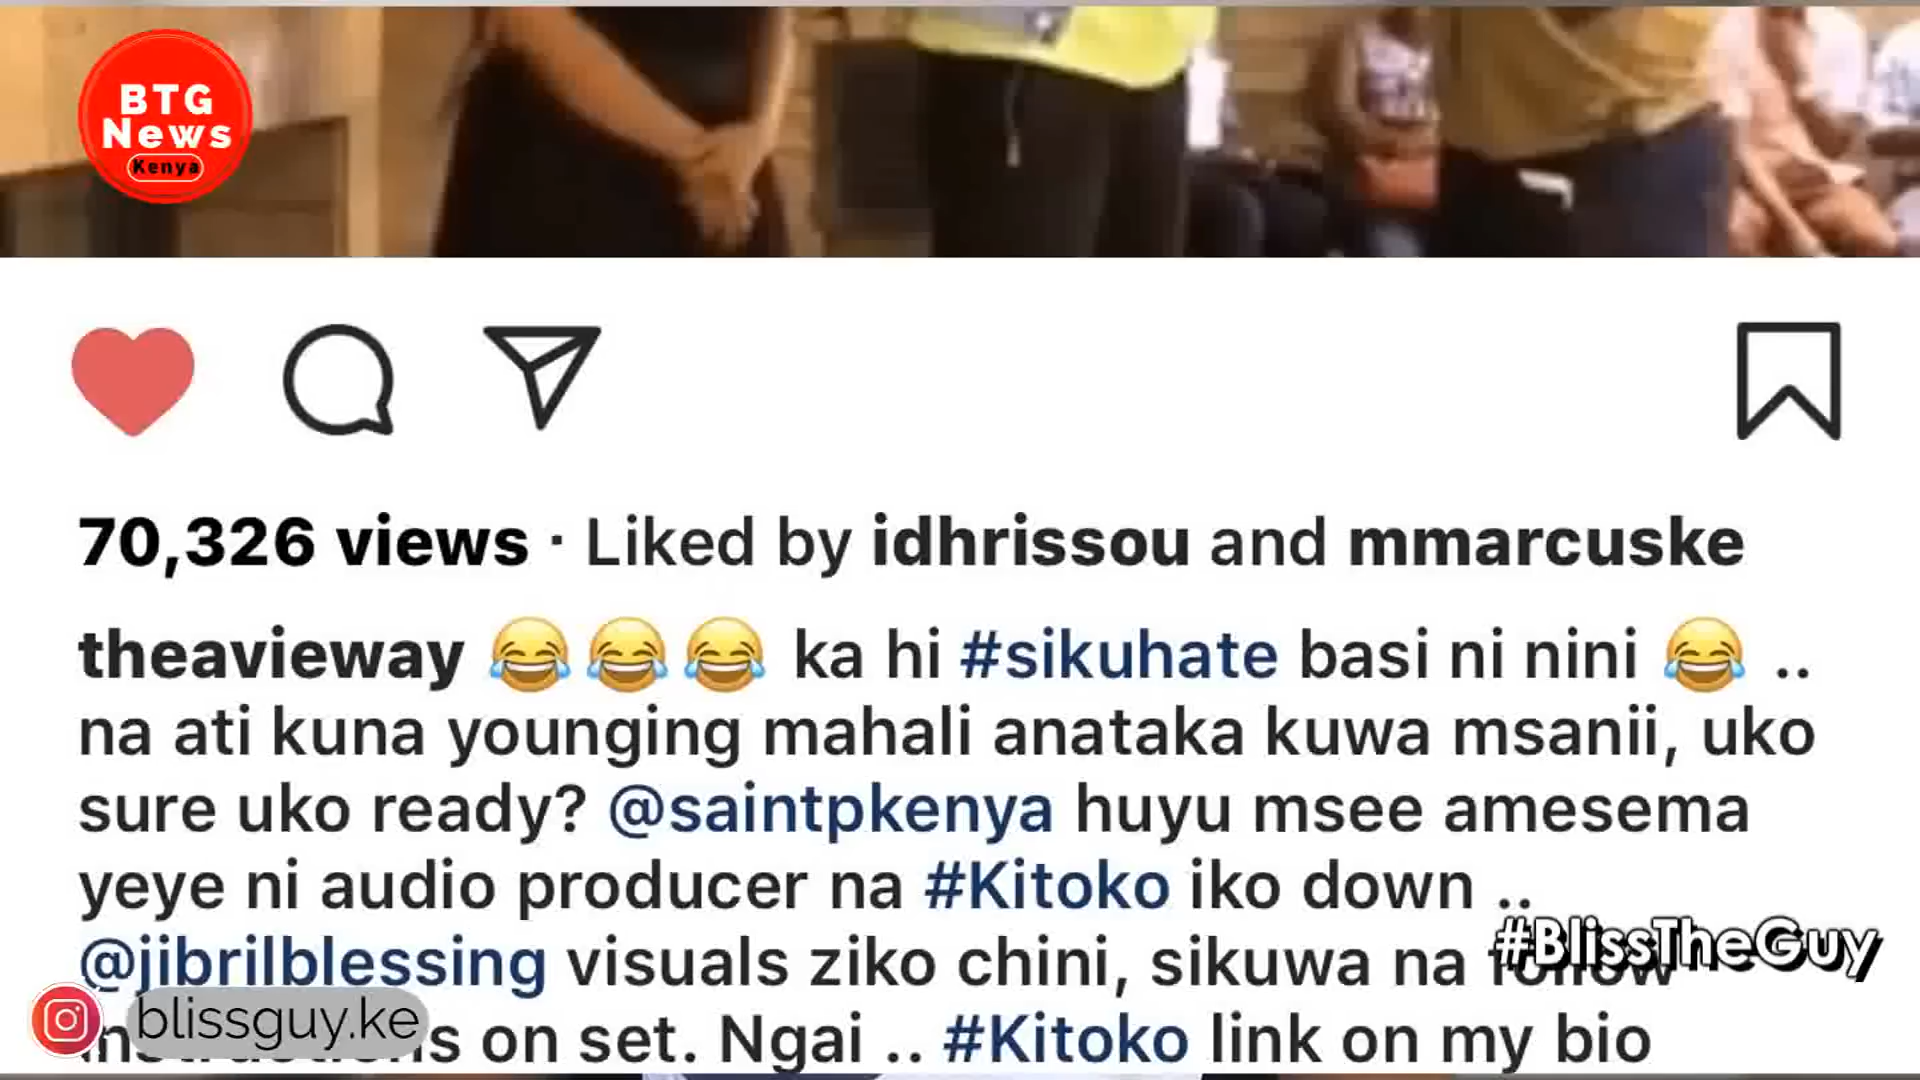 BTG
News
Kenya
70,326 views · Liked by idhrissou and mmarcuske
theavieway 😂😂😂 ka hi #sikuhate basi ni nini 😂 ..
na ati kuna younging mahali anataka kuwa msanii, uko
sure uko ready? @saintpkenya huyu msee amesema
yeye ni audio producer na #Kitoko iko down ..
@jibrilblessing visuals ziko chini, sikuwa na follow
#BlissTheGuy
instructions on set. Ngai .. #Kitoko link on my bio
blissguy.ke